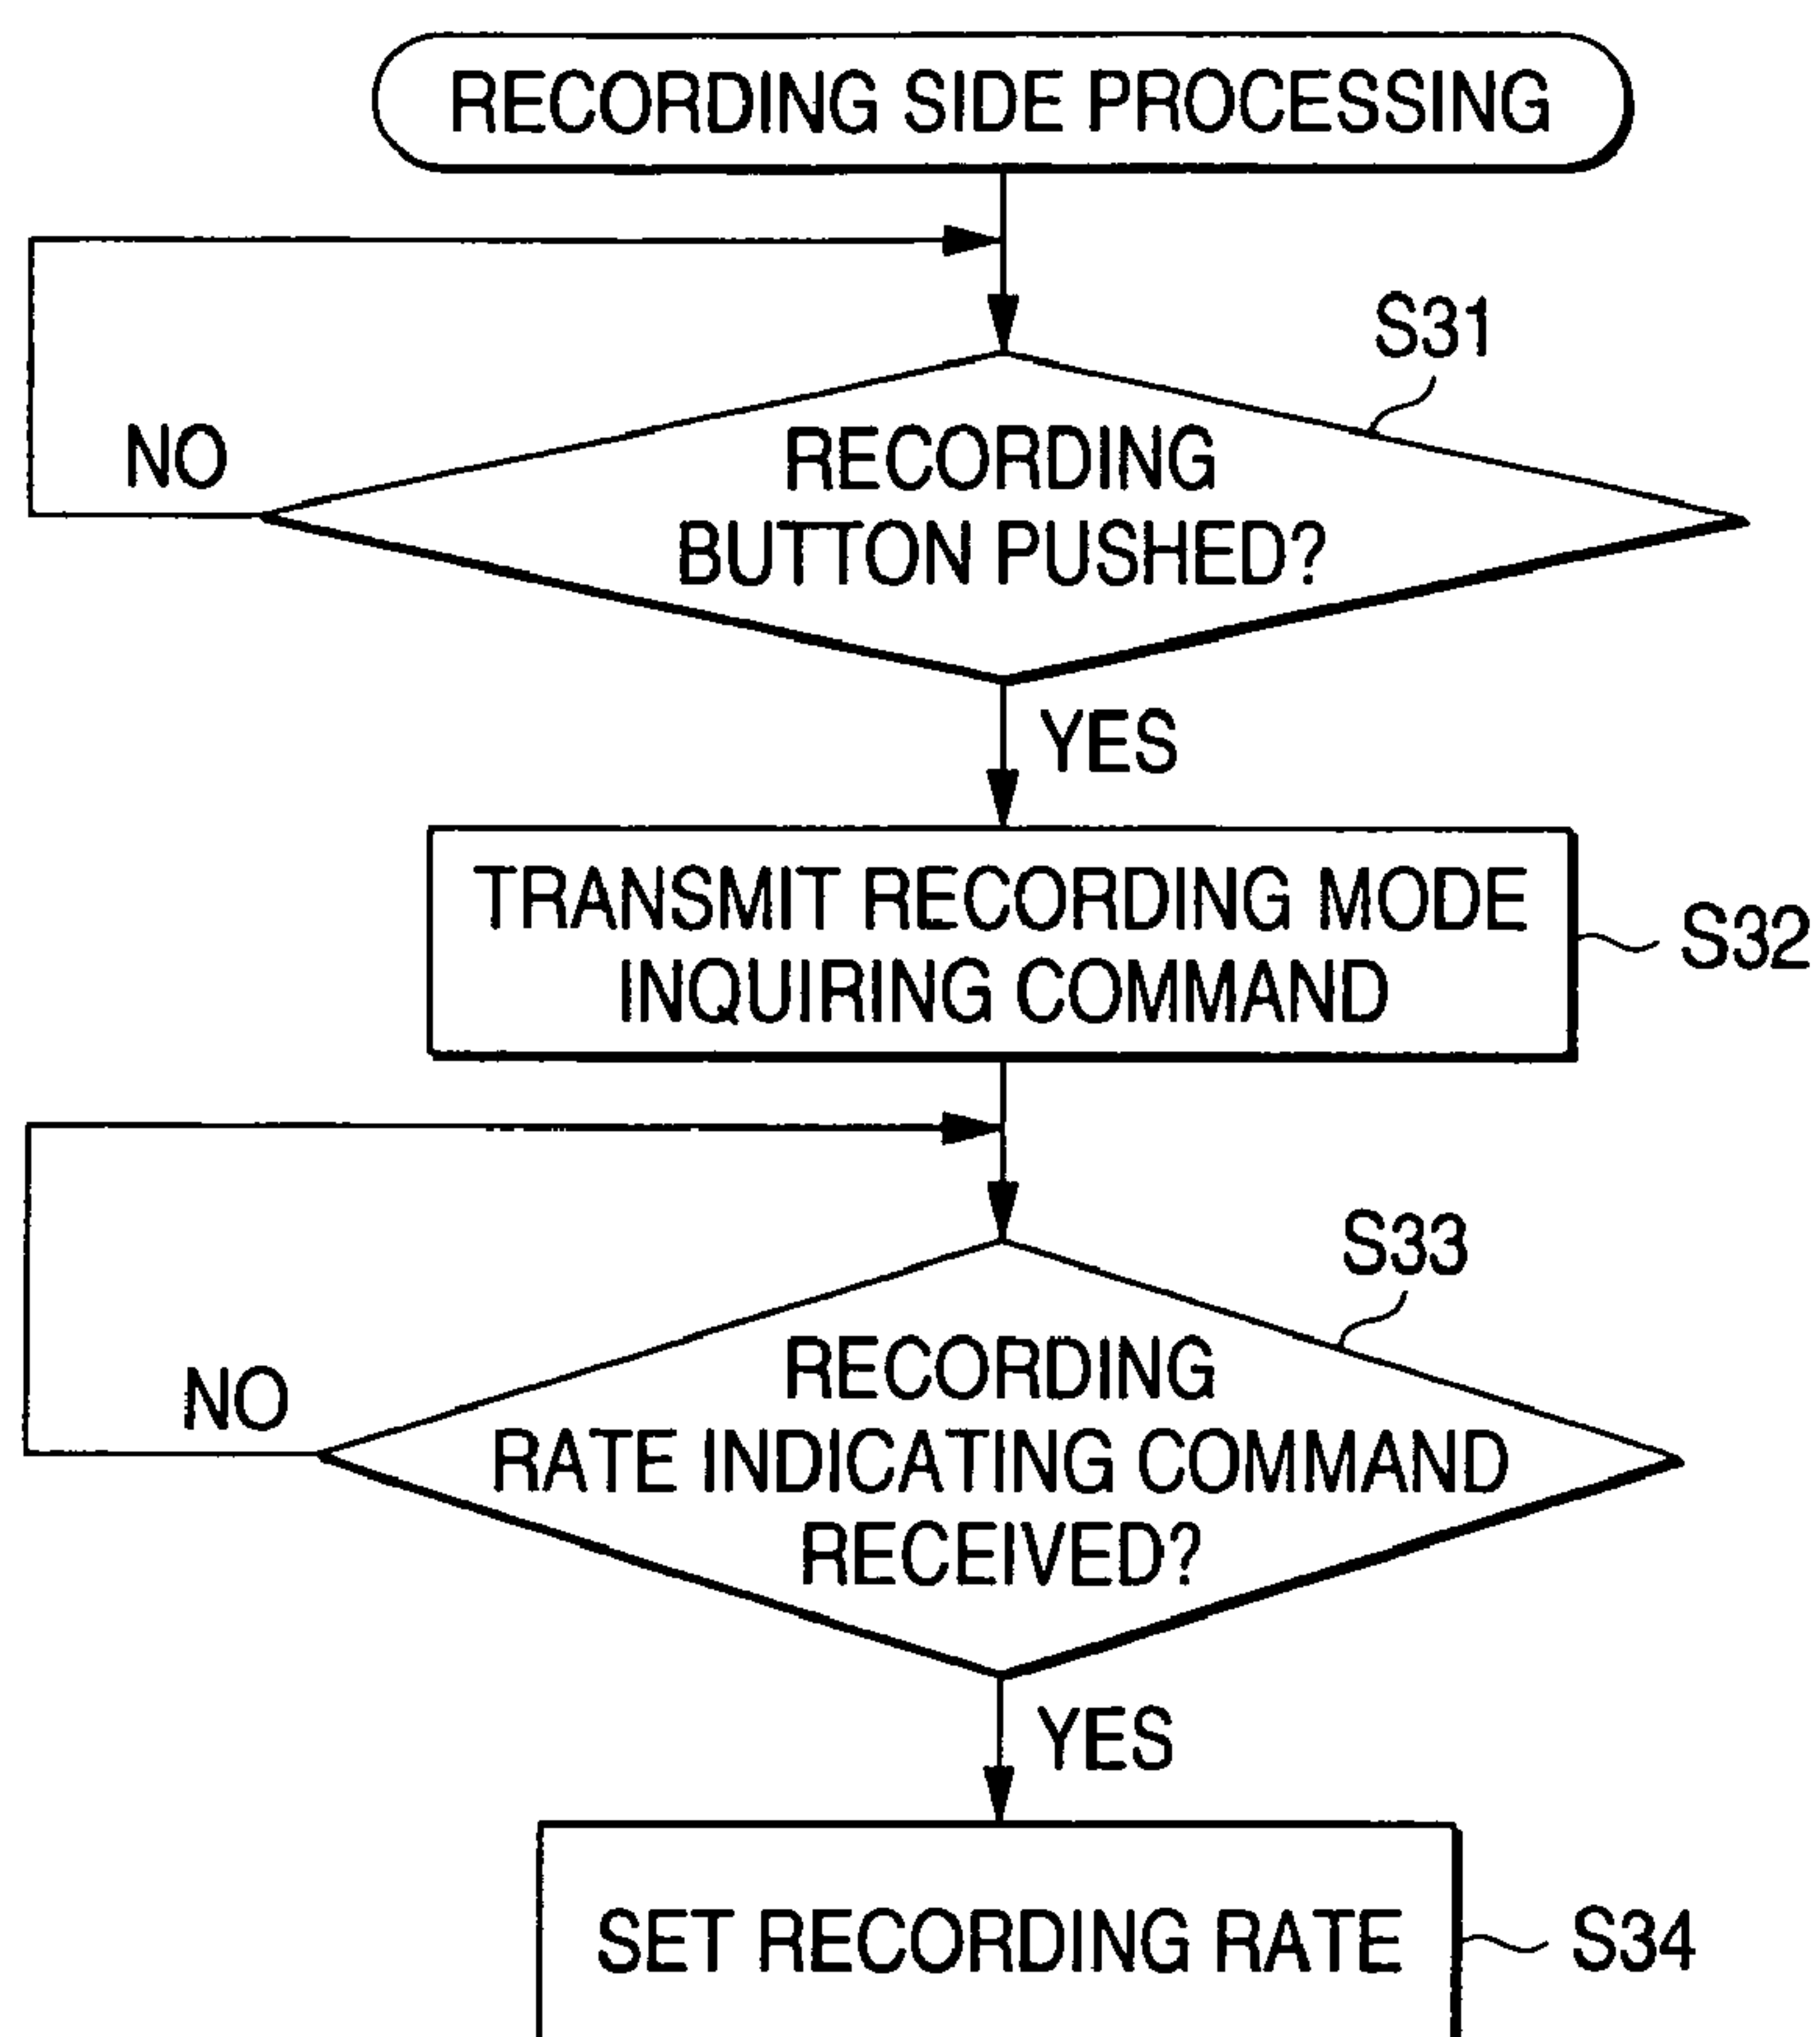 RECORDING SIDE PROCESSING
S31
NO
RECORDING
BUTTON PUSHED?
YES
TRANSMIT RECORDING MODE
INQUIRING COMMAND
S32
S33
NO
RECORDING
RATE INDICATING COMMAND
RECEIVED?
YES
SET RECORDING RATE
S34